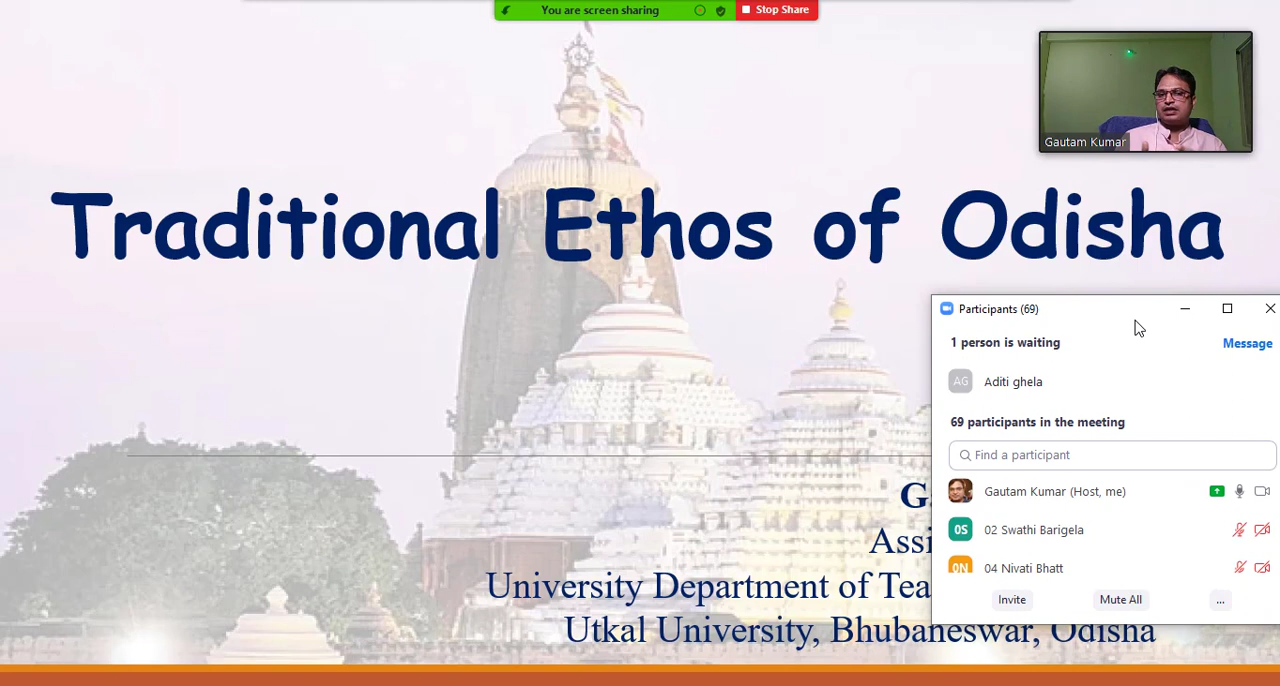 You are screen sharing
Stop Share
Gautam Kumar
Traditional Ethos of Odisha
Participants (69)
1 person is waiting
Message
AG
Aditi ghela
69 participants in the meeting
Find a participant
Gautam Kumar (Host, me)
0S
02 Swathi Barigela
0N
04 Nivati Bhatt
Invite
Mute All
...
University Department of
Utkal University, Bhubaneswar, Odisha